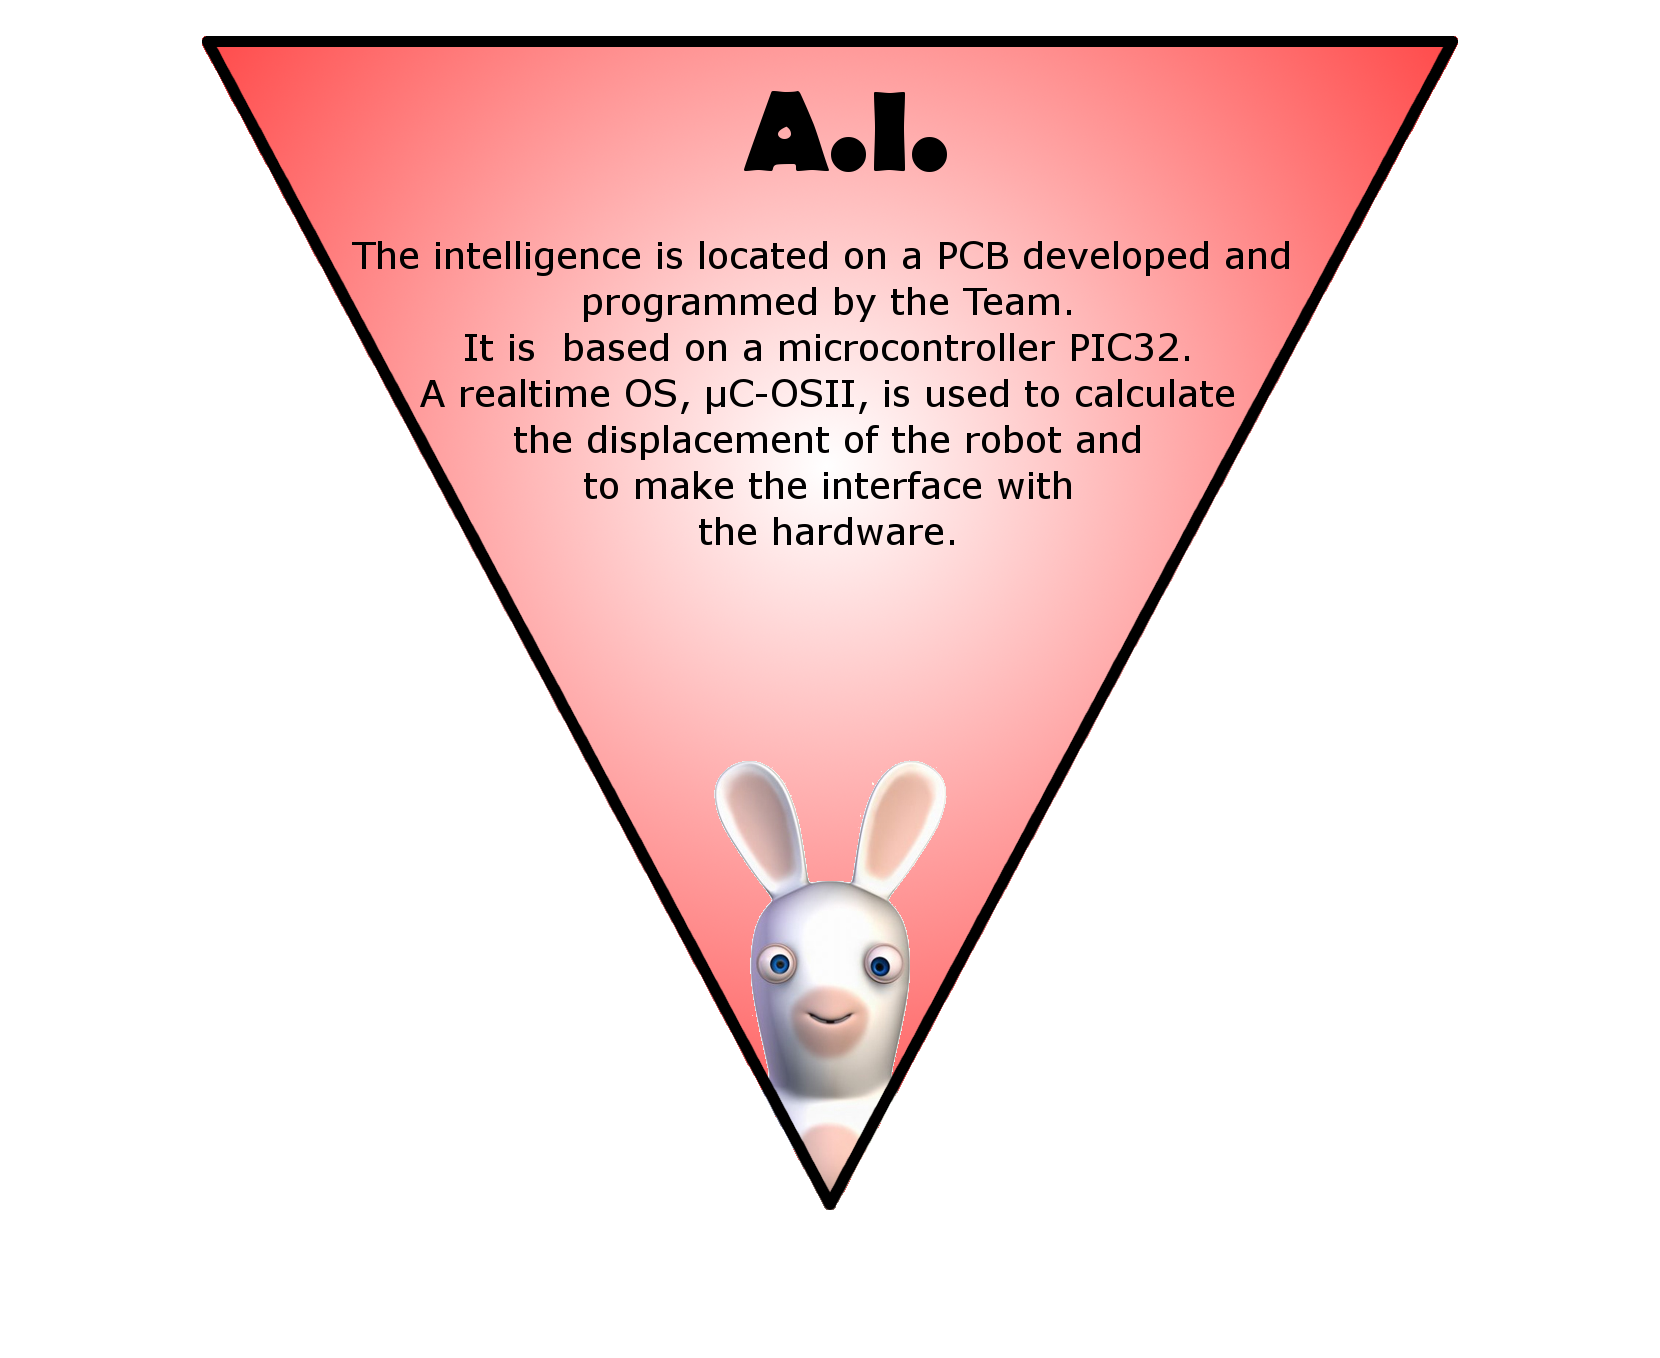 A.I.
The intelligence is located on a PCB developed and
programmed by the Team.
It is  based on a microcontroller PIC32.
A realtime OS, µC-OSII, is used to calculate
the displacement of the robot and
to make the interface with
the hardware.